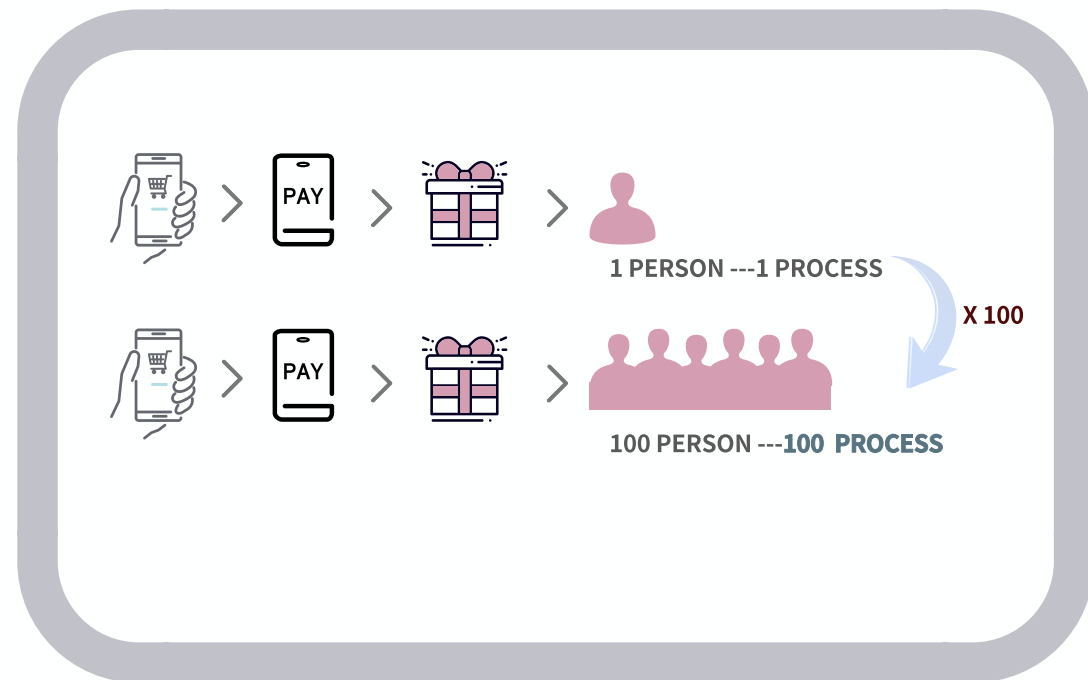 PAY
1 PERSON ---1 PROCESS
X 100
PAY
100 PERSON ---100 PROCESS